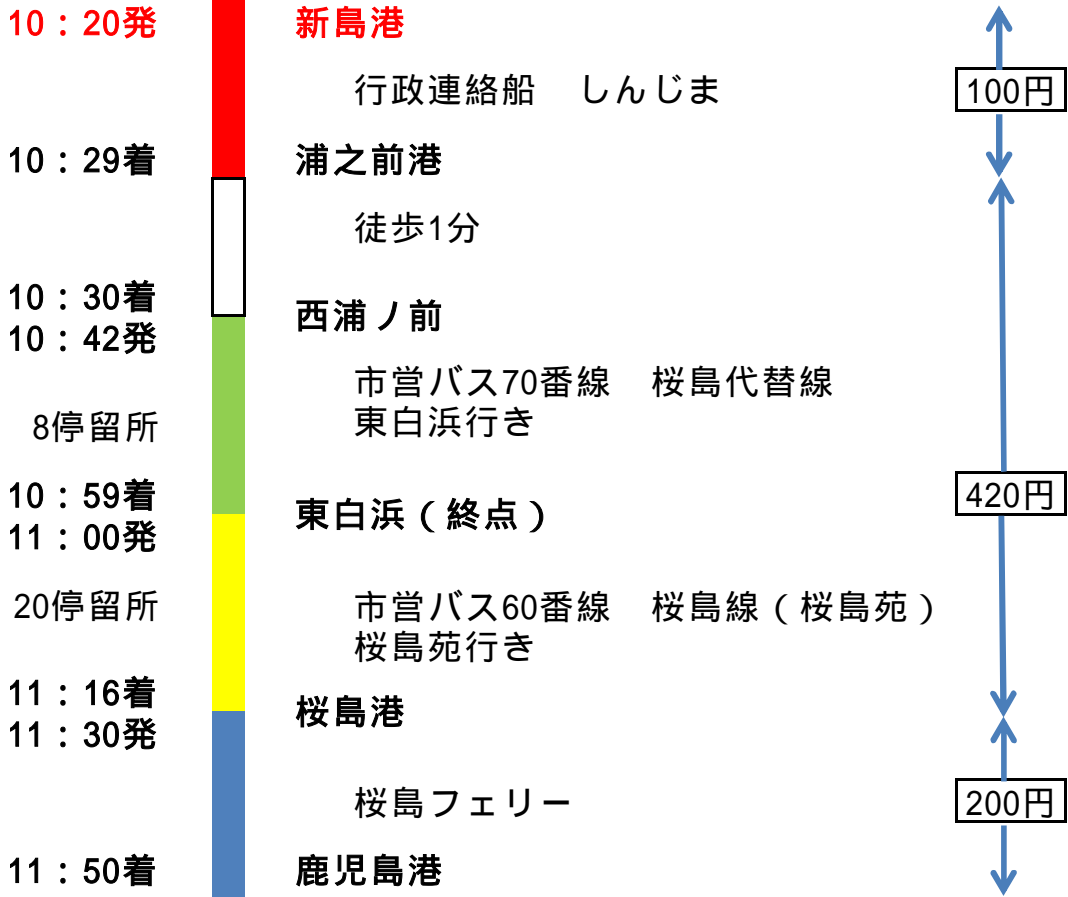 10：20発 新島港
行政連絡船　しんじま 100円
10：29着 浦之前港
徒歩1分
10：30着
西浦ノ前
10：42発
市営バス70番線　桜島代替線
東白浜行き
8停留所
10：59着 420円
東白浜（終点）
11：00発
20停留所 市営バス60番線　桜島線（桜島苑）
桜島苑行き
11：16着
桜島港
11：30発
桜島フェリー 200円
11：50着 鹿児島港